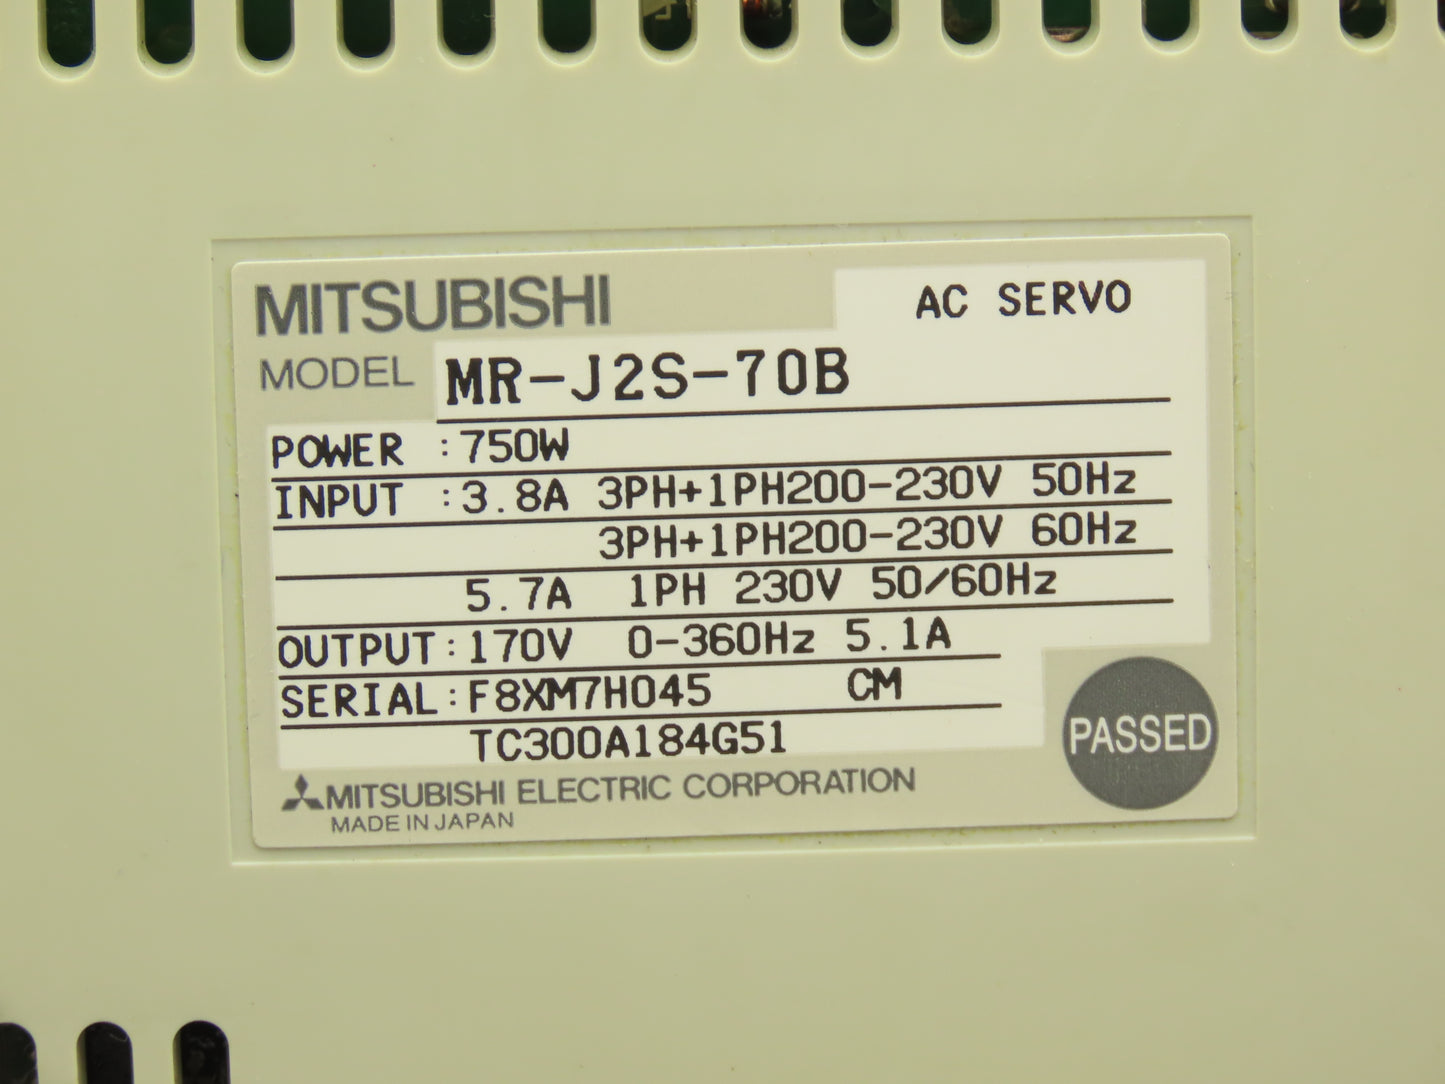 MITSUBISHI
AC SERVO
MODEL MR-J2S-70B
POWER :750W
INPUT :3.8A 3PH+1PH200-230V 50Hz
3PH+1PH200-230V 60Hz
5.7A 1PH 230V 50/60Hz
OUTPUT:170V 0-360Hz 5.1A
SERIAL:F8XM7H045 CM
TC300A184G51
PASSED
MITSUBISHI ELECTRIC CORPORATION
MADE IN JAPAN